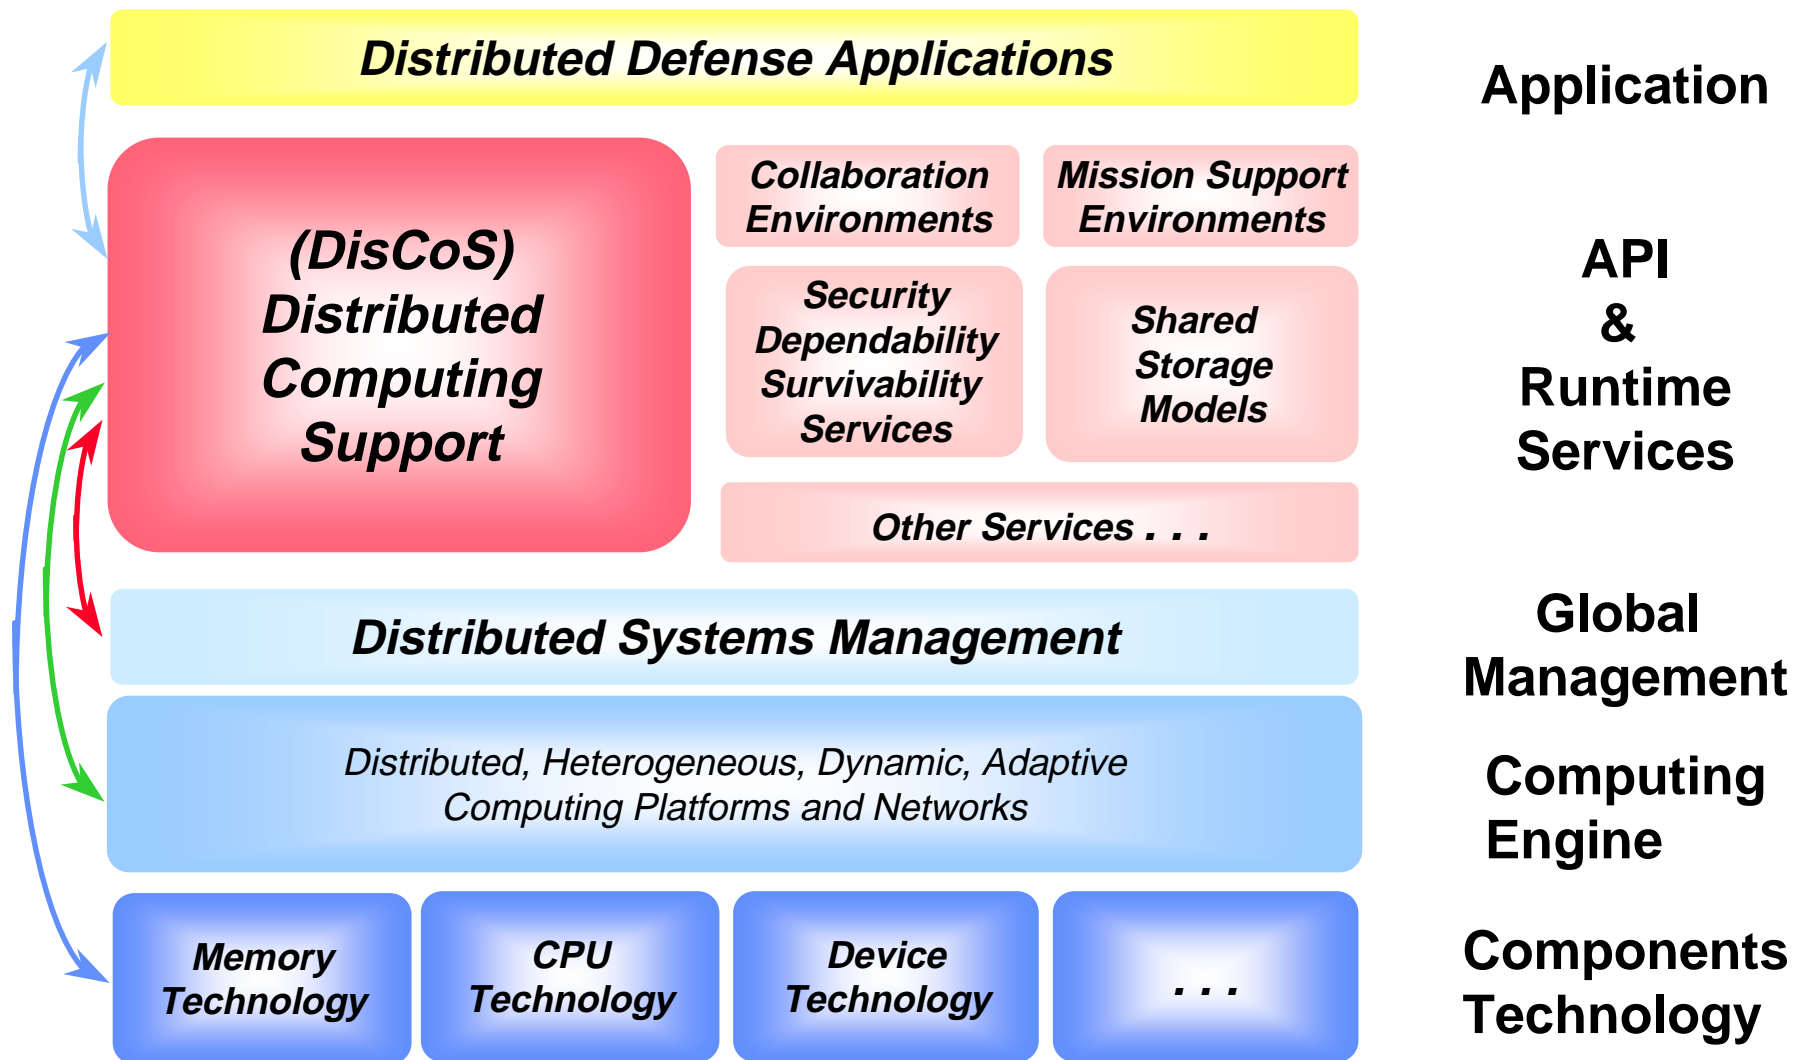 Distributed Defense Applications
Application
(DisCoS)
Distributed
Computing
Support
Collaboration
Environments
Mission Support
Environments
Security
Dependability
Survivability
Services
Shared
Storage
Models
Other Services . . .
API
&
Runtime
Services
Distributed Systems Management
Global
Management
Distributed, Heterogeneous, Dynamic, Adaptive
Computing Platforms and Networks
Computing
Engine
Memory
Technology
CPU
Technology
Device
Technology
. . .
Components
Technology